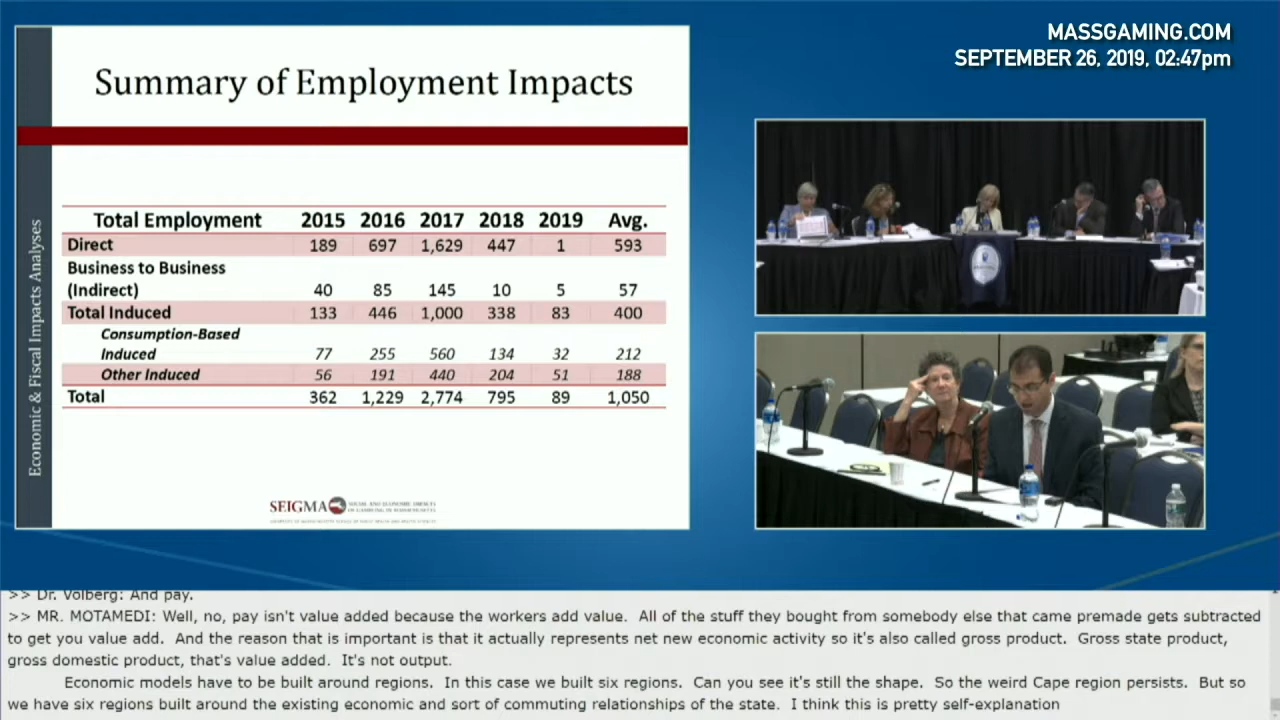 MASSGAMING.COM
SEPTEMBER 26, 2019, 02:47pm
Economic & Fiscal Impacts Analyses
Summary of Employment Impacts
Total Employment 2015 2016 2017 2018 2019 Avg.
Direct 189 697 1,629 447 1 593
Business to Business
(Indirect) 40 85 145 10 5 57
Total Induced 133 446 1,000 338 83 400
Consumption-Based
Induced 77 255 560 134 32 212
Other Induced 56 191 440 204 51 188
Total 362 1,229 2,774 795 89 1,050
SEIGMA SOCIAL AND ECONOMIC IMPACTS
OF GAMBLING IN MASSACHUSETTS
>> Dr. Volberg: And pay.
>> MR. MOTAMEDI: Well, no, pay isn't value added because the workers add value. All of the stuff they bought from somebody else that came premade gets subtracted
to get you value add. And the reason that is important is that it actually represents net new economic activity so it's also called gross product. Gross state product,
gross domestic product, that's value added. It's not output.
Economic models have to be built around regions. In this case we built six regions. Can you see it's still the shape. So the weird Cape region persists. But so
we have six regions built around the existing economic and sort of commuting relationships of the state. I think this is pretty self-explanation